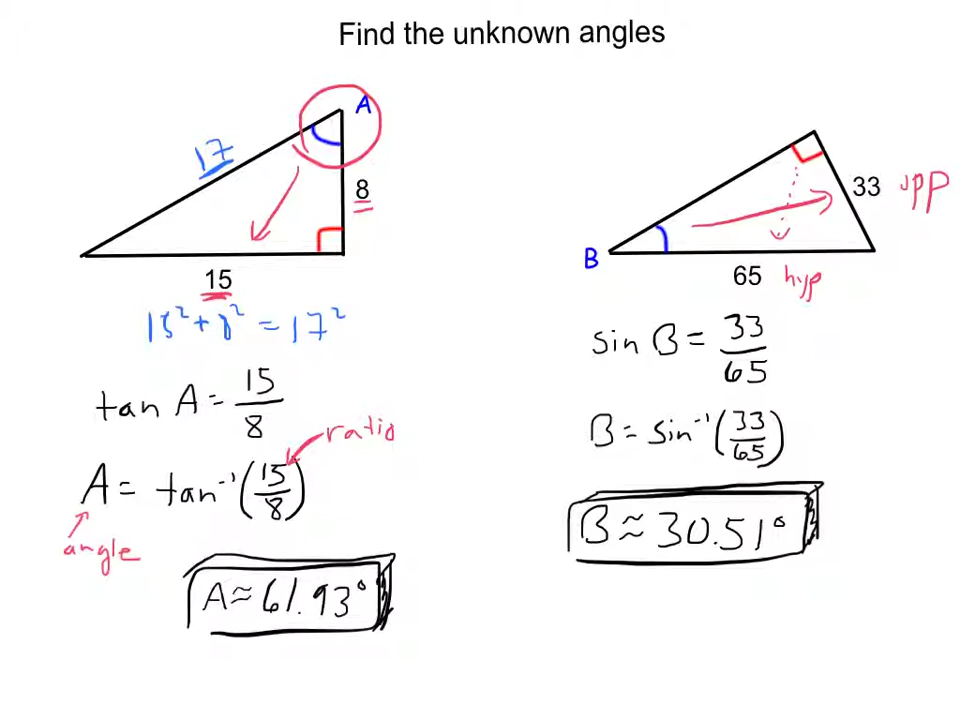 Find the unknown angles
A
17
8
15
15² + 8² = 17²
tan A = 15/8
ratio
A = tan⁻¹(15/8)
angle
A ≈ 61.93°
33 opp
B
65 hyp
sin B = 33/65
B = sin⁻¹(33/65)
B ≈ 30.51°